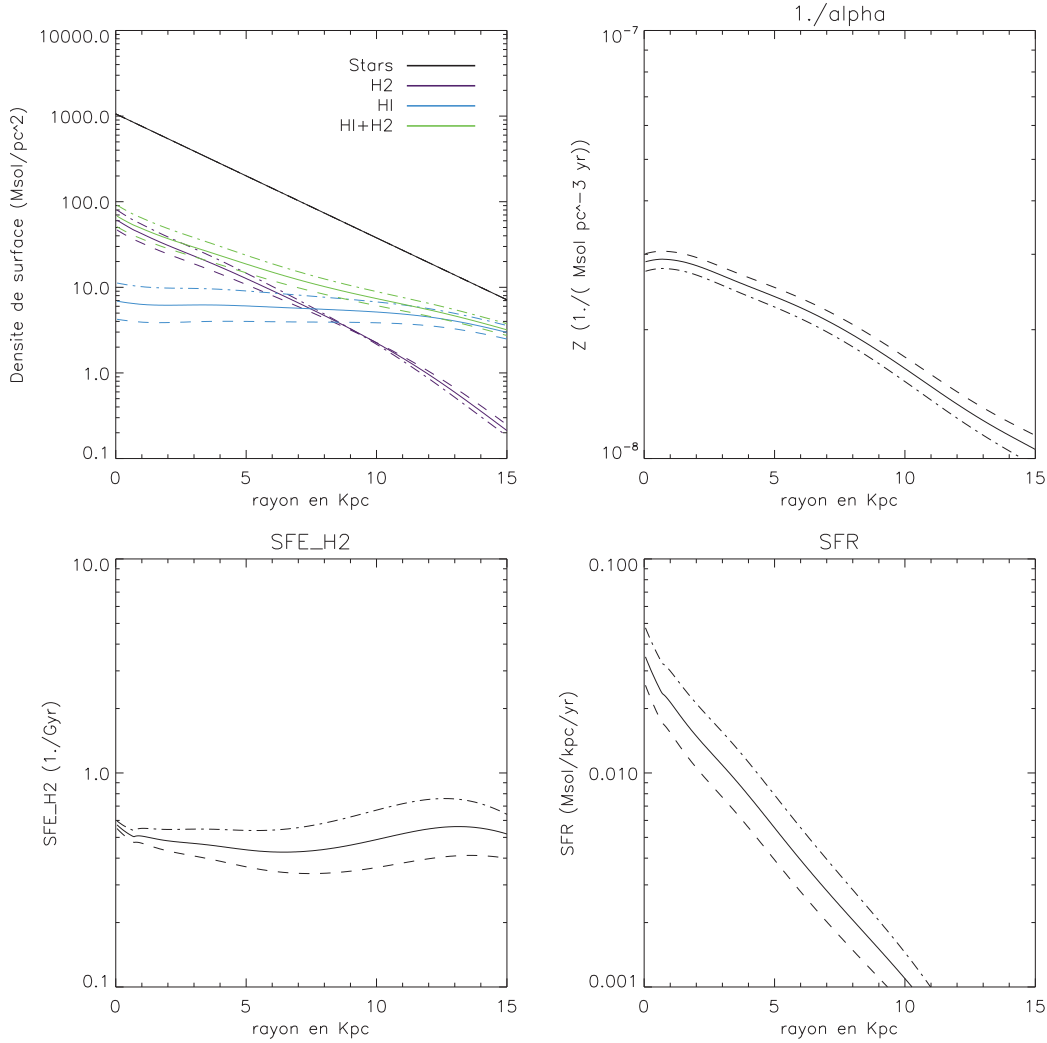 10000.0
1000.0
100.0
10.0
1.0
0.1
Densite de surface (Msol/pc^2)
Stars
H2
HI
HI+H2
0 5 10 15
rayon en Kpc
1./alpha
10-7
10-8
Z (1./( Msol pc^-3 yr))
0 5 10 15
rayon en Kpc
SFE_H2
10.0
1.0
0.1
SFE_H2 (1./Gyr)
0 5 10 15
rayon en Kpc
SFR
0.100
0.010
0.001
SFR (Msol/kpc/yr)
0 5 10 15
rayon en Kpc